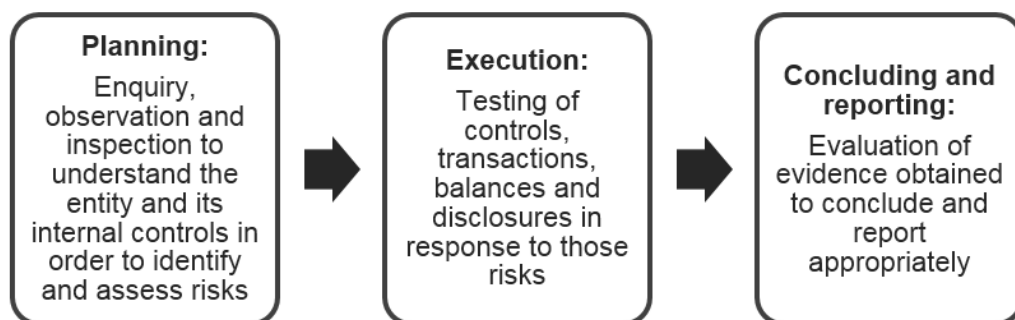 Planning:
Enquiry,
observation and
inspection to
understand the
entity and its
internal controls in
order to identify
and assess risks
Execution:
Testing of
controls,
transactions,
balances and
disclosures in
response to those
risks
Concluding and
reporting:
Evaluation of
evidence obtained
to conclude and
report
appropriately